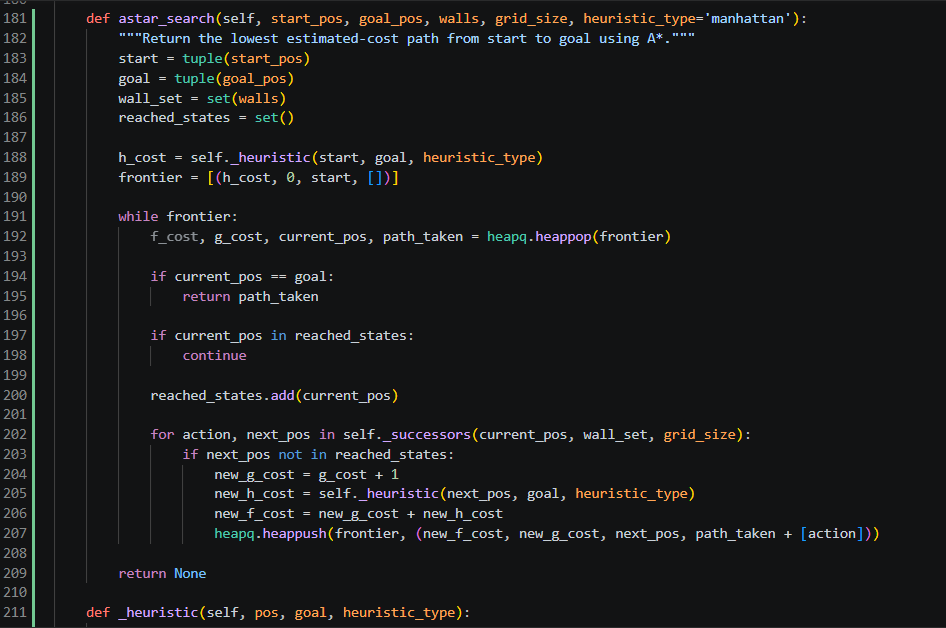 181 def astar_search(self, start_pos, goal_pos, walls, grid_size, heuristic_type='manhattan'):
182 """Return the lowest estimated-cost path from start to goal using A*."""
183 start = tuple(start_pos)
184 goal = tuple(goal_pos)
185 wall_set = set(walls)
186 reached_states = set()
187
188 h_cost = self._heuristic(start, goal, heuristic_type)
189 frontier = [(h_cost, 0, start, [])]
190
191 while frontier:
192 f_cost, g_cost, current_pos, path_taken = heapq.heappop(frontier)
193
194 if current_pos == goal:
195 return path_taken
196
197 if current_pos in reached_states:
198 continue
199
200 reached_states.add(current_pos)
201
202 for action, next_pos in self._successors(current_pos, wall_set, grid_size):
203 if next_pos not in reached_states:
204 new_g_cost = g_cost + 1
205 new_h_cost = self._heuristic(next_pos, goal, heuristic_type)
206 new_f_cost = new_g_cost + new_h_cost
207 heapq.heappush(frontier, (new_f_cost, new_g_cost, next_pos, path_taken + [action]))
208
209 return None
210
211 def _heuristic(self, pos, goal, heuristic_type):